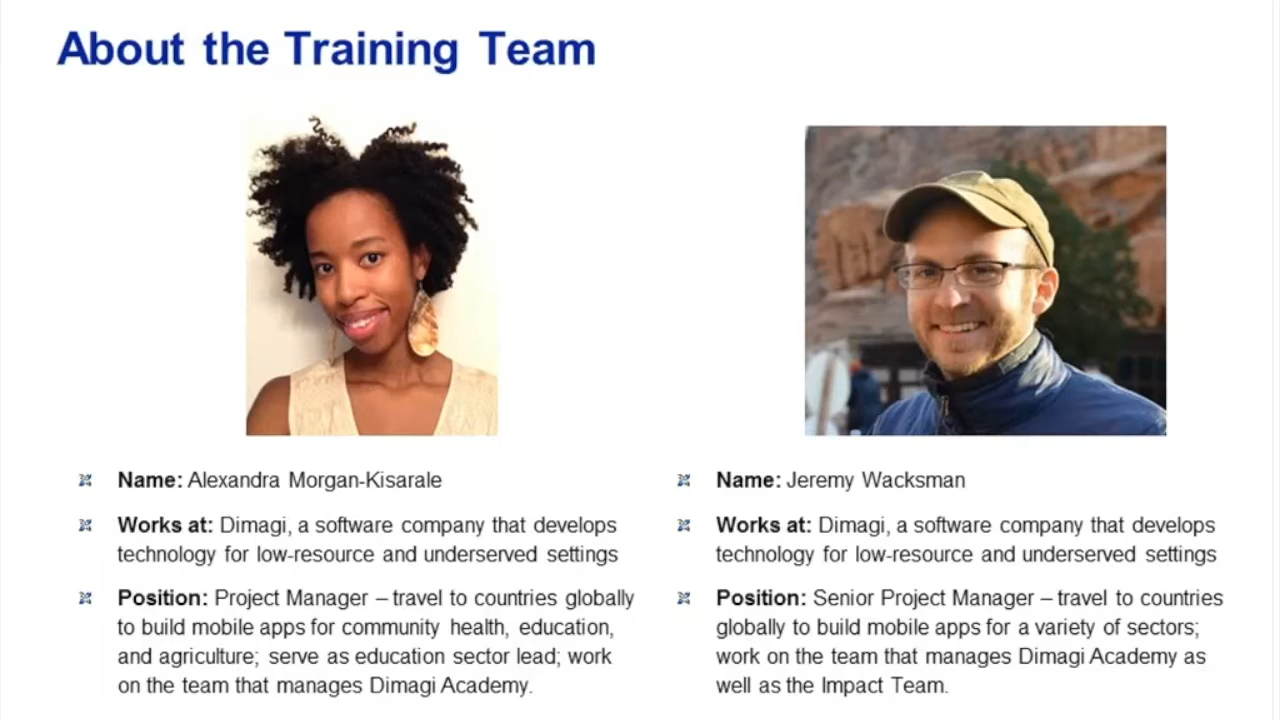 About the Training Team
Name: Alexandra Morgan-Kisarale
Works at: Dimagi, a software company that develops
technology for low-resource and underserved settings
Position: Project Manager – travel to countries globally
to build mobile apps for community health, education,
and agriculture; serve as education sector lead; work
on the team that manages Dimagi Academy.
Name: Jeremy Wacksman
Works at: Dimagi, a software company that develops
technology for low-resource and underserved settings
Position: Senior Project Manager – travel to countries
globally to build mobile apps for a variety of sectors;
work on the team that manages Dimagi Academy as
well as the Impact Team.